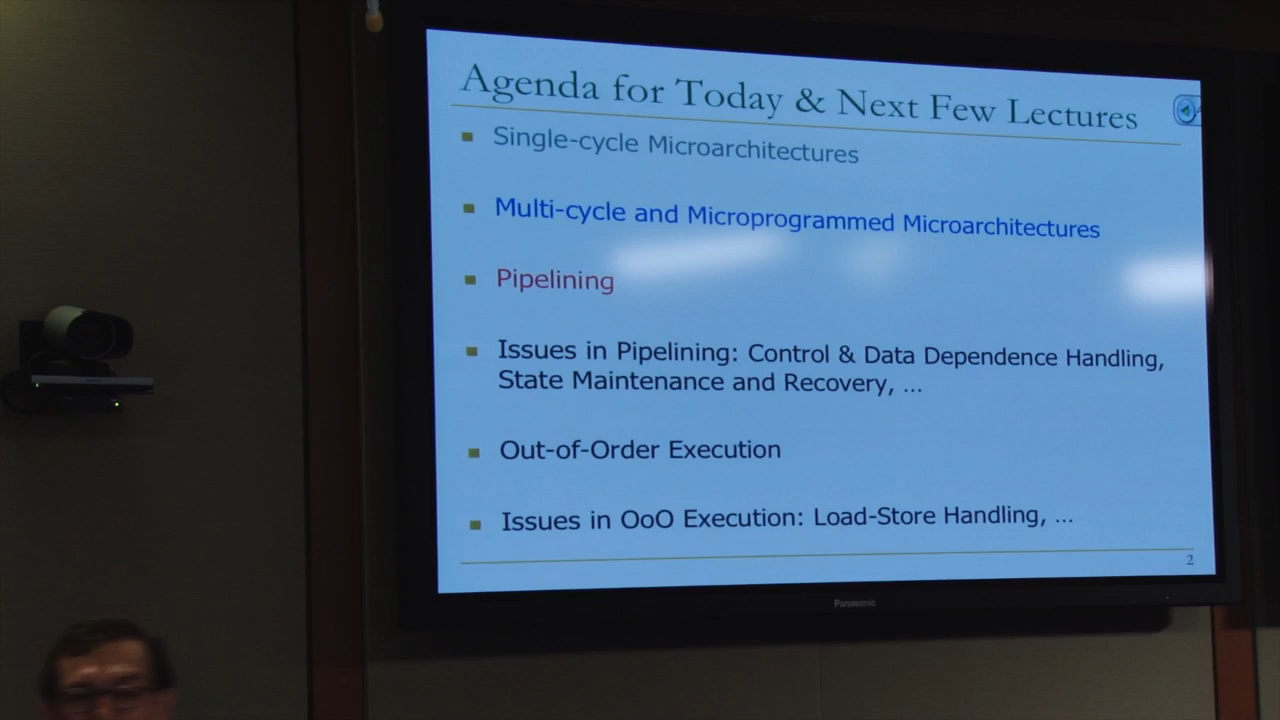 Agenda for Today & Next Few Lectures
Single-cycle Microarchitectures
Multi-cycle and Microprogrammed Microarchitectures
Pipelining
Issues in Pipelining: Control & Data Dependence Handling,
State Maintenance and Recovery, …
Out-of-Order Execution
Issues in OoO Execution: Load-Store Handling, …
2
Panasonic